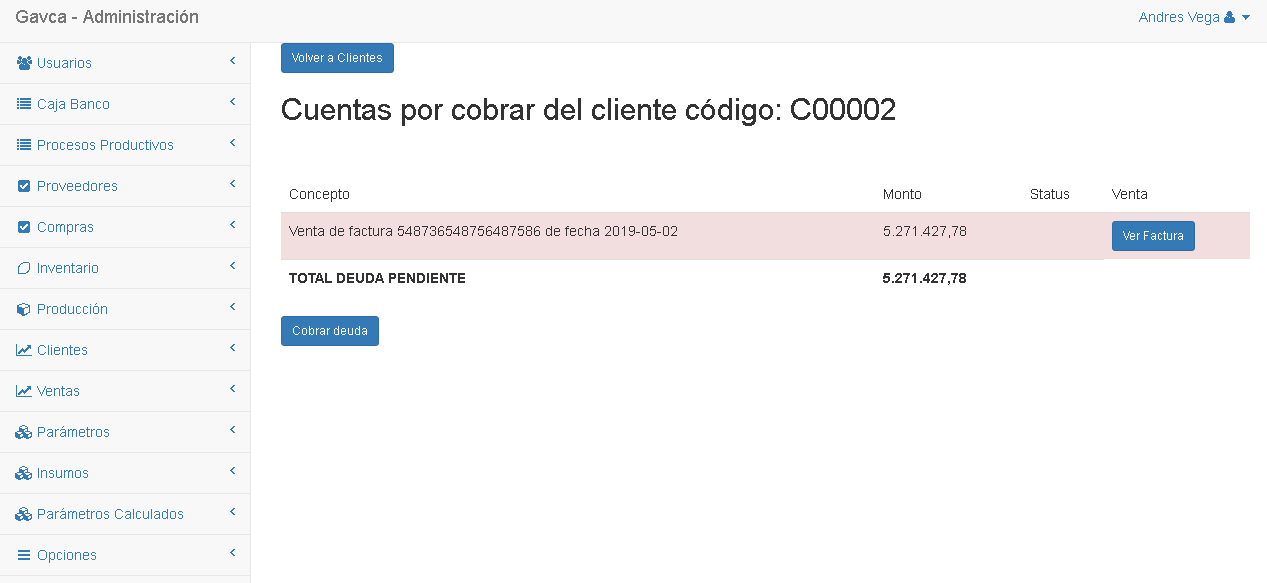 Gavca - Administración
Andres Vega
Usuarios
Caja Banco
Procesos Productivos
Proveedores
Compras
Inventario
Producción
Clientes
Ventas
Parámetros
Insumos
Parámetros Calculados
Opciones
Volver a Clientes
Cuentas por cobrar del cliente código: C00002
Concepto Monto Status Venta
Venta de factura 548736548756487586 de fecha 2019-05-02 5.271.427,78 Ver Factura
TOTAL DEUDA PENDIENTE 5.271.427,78
Cobrar deuda